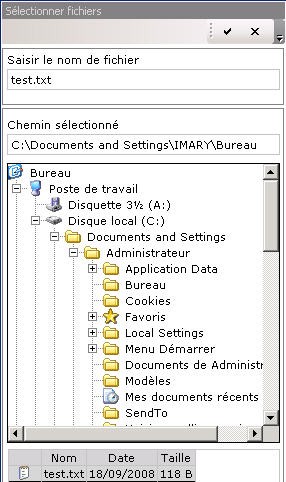 Sélectionner fichiers
Saisir le nom de fichier
test.txt
Chemin sélectionné
C:\Documents and Settings\IMARY\Bureau
Bureau
Poste de travail
Disquette 3½ (A:)
Disque local (C:)
Documents and Settings
Administrateur
Application Data
Bureau
Cookies
Favoris
Local Settings
Menu Démarrer
Documents de Administr
Modèles
Mes documents récents
SendTo
Nom Date Taille
test.txt 18/09/2008 118 B